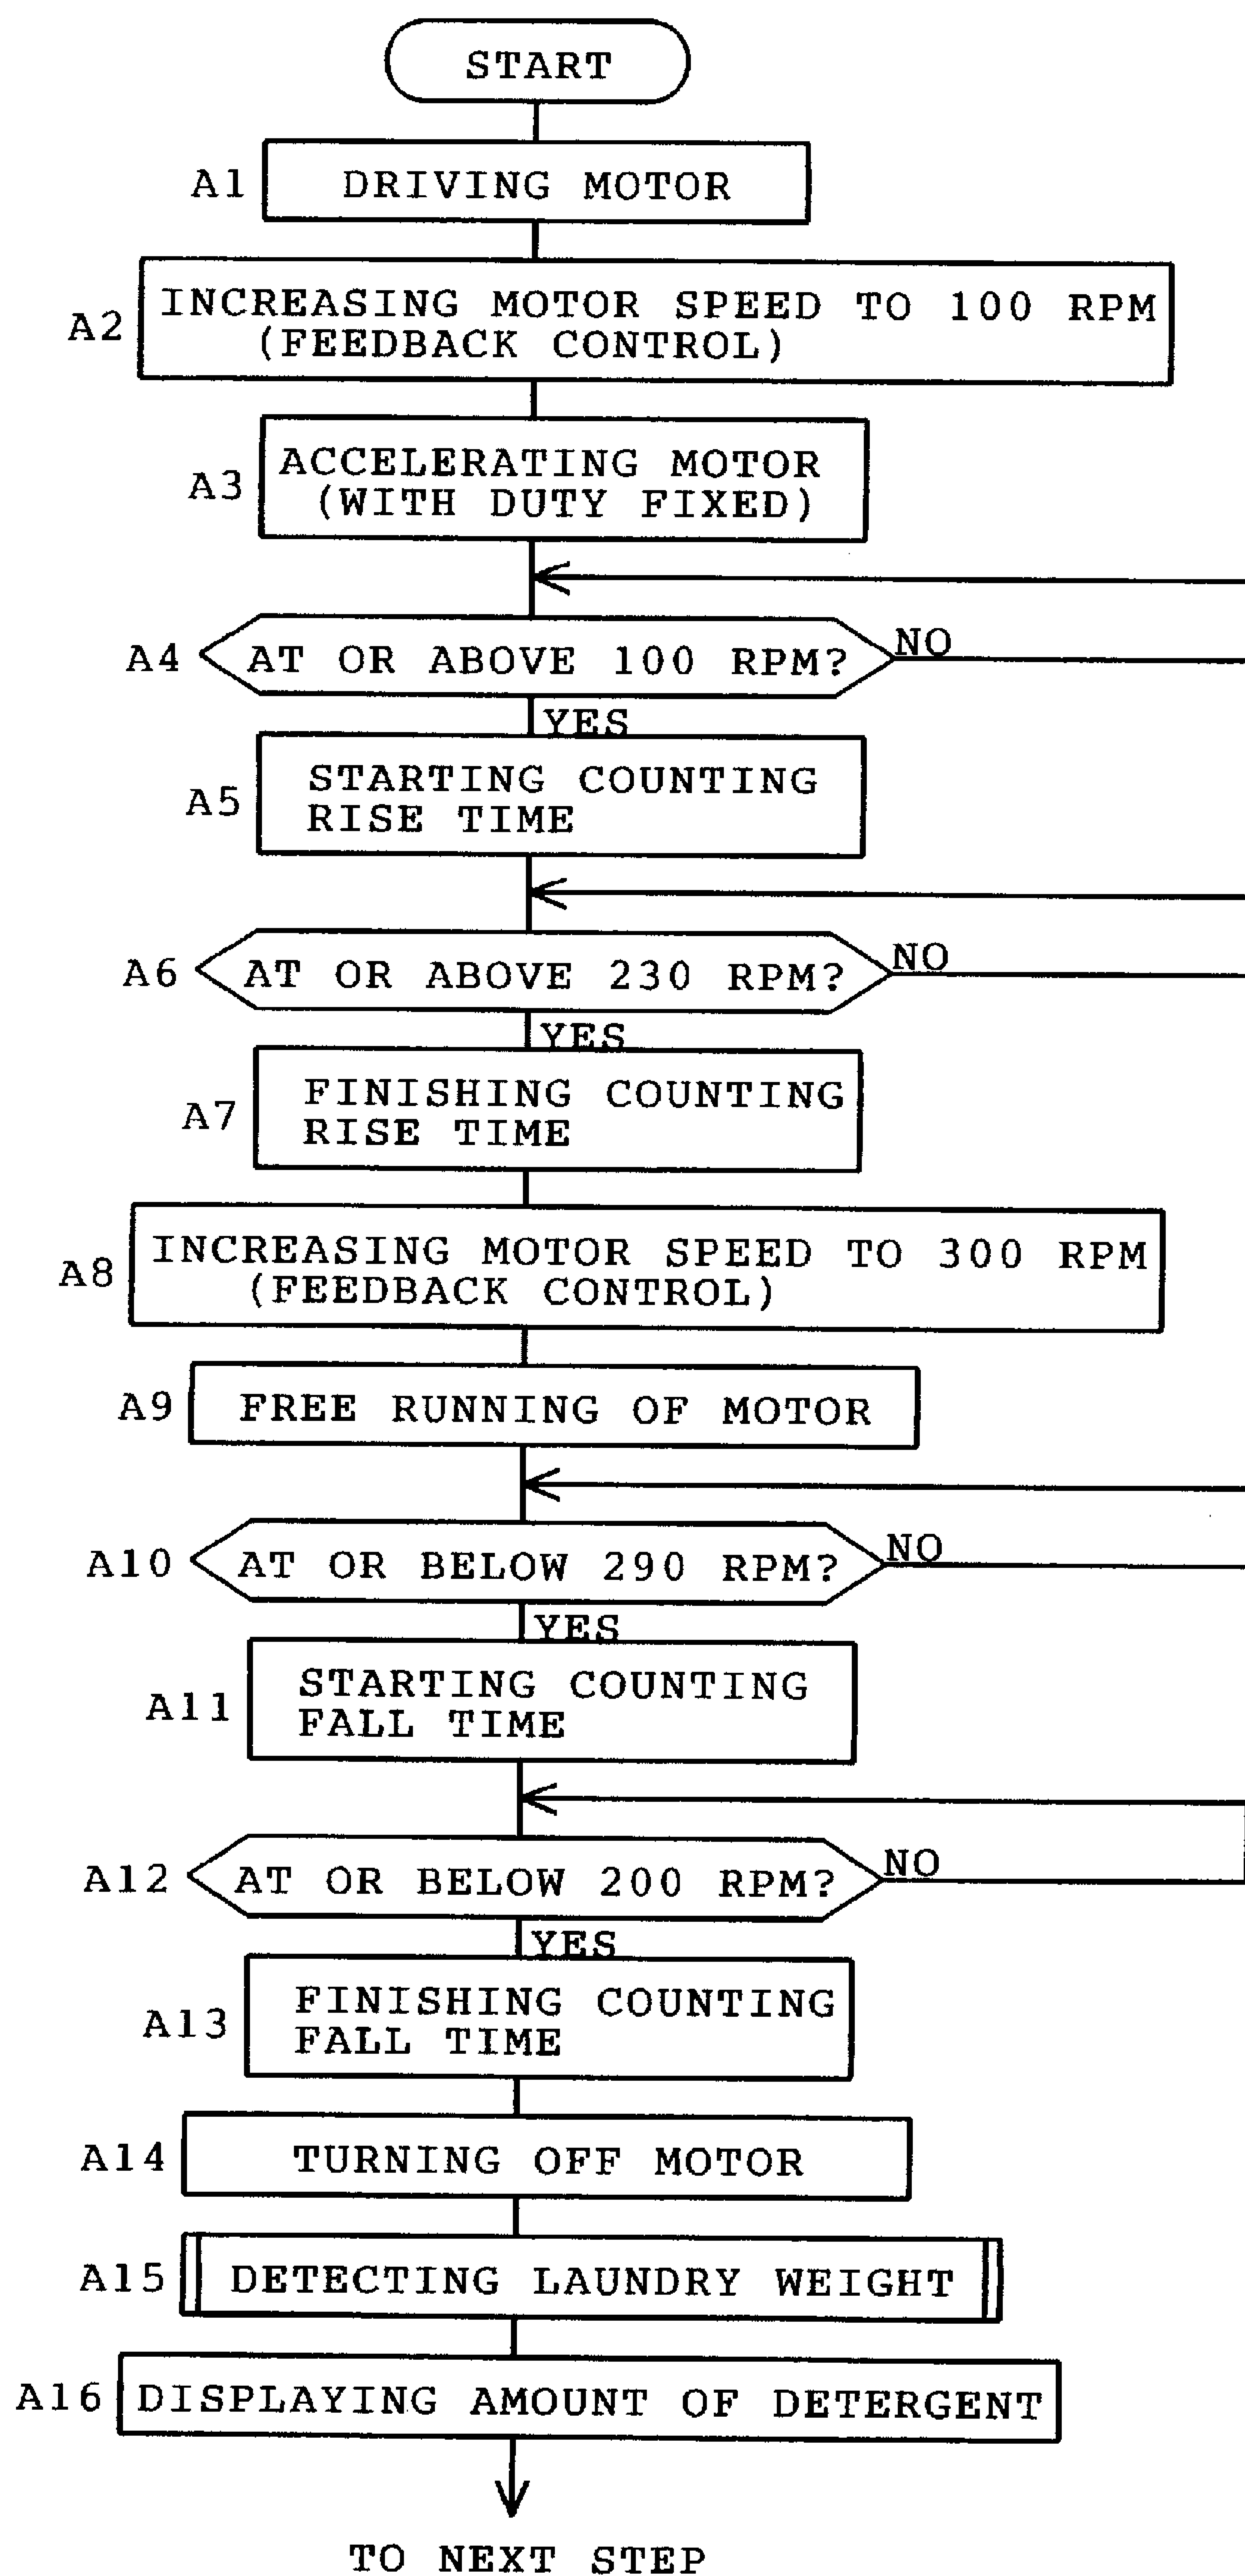 START
A1 DRIVING MOTOR
A2 INCREASING MOTOR SPEED TO 100 RPM
(FEEDBACK CONTROL)
A3 ACCELERATING MOTOR
(WITH DUTY FIXED)
A4 AT OR ABOVE 100 RPM? NO
YES
A5 STARTING COUNTING
RISE TIME
A6 AT OR ABOVE 230 RPM? NO
YES
A7 FINISHING COUNTING
RISE TIME
A8 INCREASING MOTOR SPEED TO 300 RPM
(FEEDBACK CONTROL)
A9 FREE RUNNING OF MOTOR
A10 AT OR BELOW 290 RPM? NO
YES
A11 STARTING COUNTING
FALL TIME
A12 AT OR BELOW 200 RPM? NO
YES
A13 FINISHING COUNTING
FALL TIME
A14 TURNING OFF MOTOR
A15 DETECTING LAUNDRY WEIGHT
A16 DISPLAYING AMOUNT OF DETERGENT
TO NEXT STEP